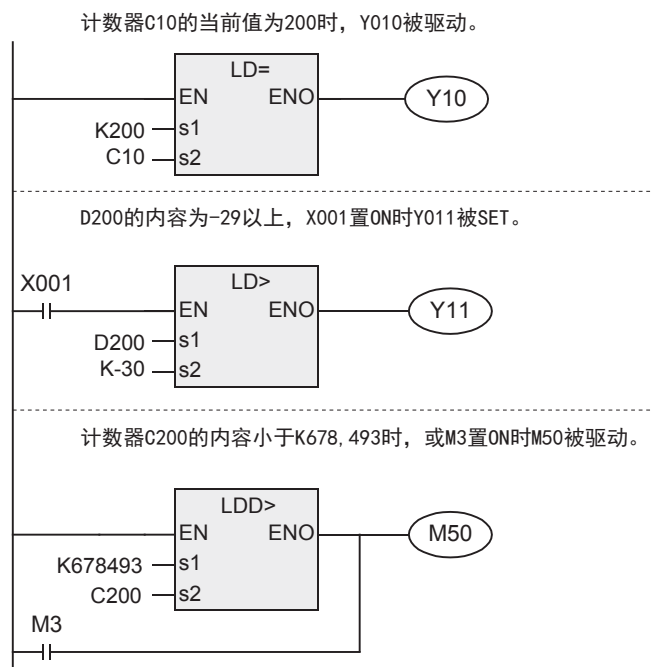 计数器C10的当前值为200时，Y010被驱动。
LD=
EN ENO Y10
K200 s1
C10 s2
D200的内容为-29以上，X001置ON时Y011被SET。
X001 LD>
EN ENO Y11
D200 s1
K-30 s2
计数器C200的内容小于K678,493时，或M3置ON时M50被驱动。
LDD>
EN ENO M50
K678493 s1
C200 s2
M3